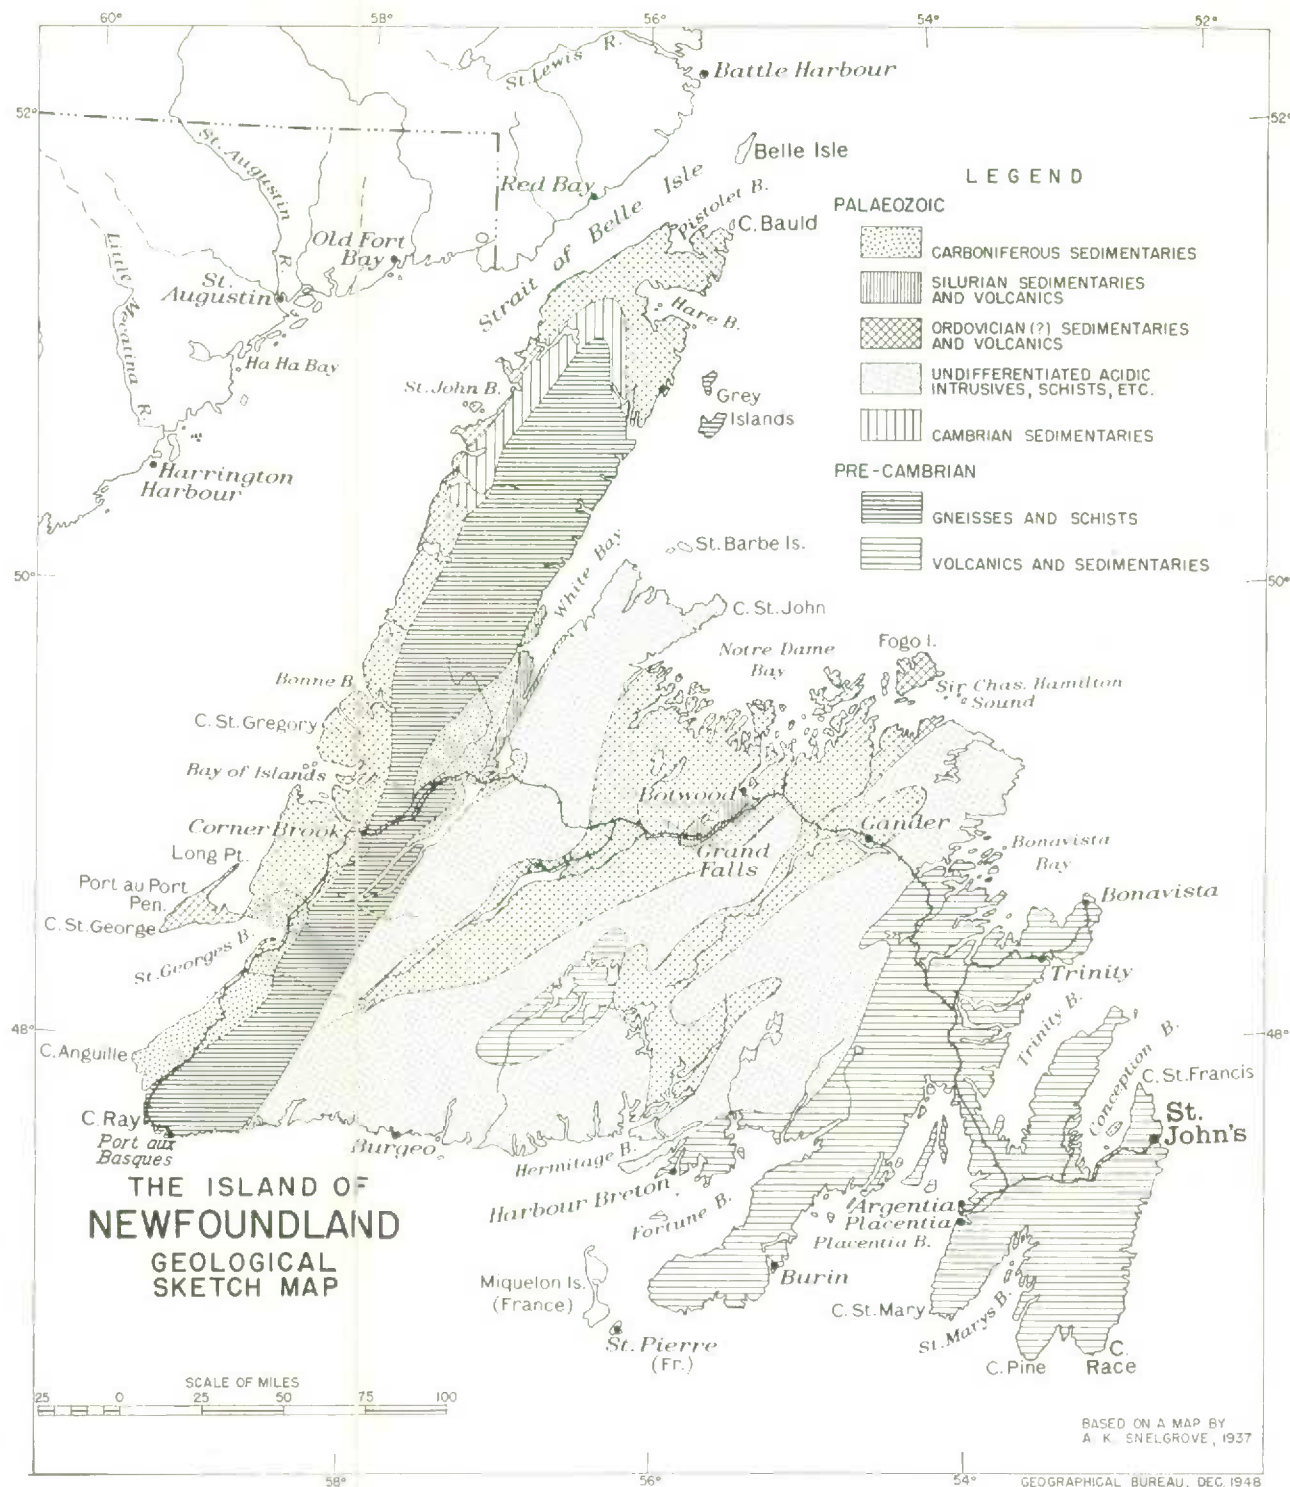 60°
58°
56°
54°
52°
St. Lewis R.
Battle Harbour
52°
52°
St. Augustin R.
Belle Isle
LEGEND
Red Bay
Strait of Belle Isle
Pistolet B.
C. Bauld
PALAEOZOIC
CARBONIFEROUS SEDIMENTARIES
SILURIAN SEDIMENTARIES
AND VOLCANICS
ORDOVICIAN (?) SEDIMENTARIES
AND VOLCANICS
UNDIFFERENTIATED ACIDIC
INTRUSIVES, SCHISTS, ETC.
CAMBRIAN SEDIMENTARIES
PRE-CAMBRIAN
GNEISSES AND SCHISTS
VOLCANICS AND SEDIMENTARIES
Old Fort
Bay
Little Mecatina R.
St.
Augustin
Hare B.
Ha Ha Bay
St. John B.
Grey
Islands
Harrington
Harbour
St. Barbe Is.
50°
50°
White Bay
C. St. John
Notre Dame
Bay
Fogo I.
Bonne B.
Sir Chas. Hamilton
Sound
C. St. Gregory
Bay of Islands
Botwood
Corner Brook
Gander
Long Pt.
Grand
Falls
Bonavista
Bay
Port au Port
Pen.
Bonavista
C. St. George
St. Georges B.
Trinity
48°
48°
Trinity B.
C. Anguille
Conception B.
C. St. Francis
C. Ray
Port aux
Basques
Burgeo
St.
John's
Hermitage B.
Harbour Breton
Fortune B.
Argentia
Placentia
Placentia B.
THE ISLAND OF
NEWFOUNDLAND
GEOLOGICAL
SKETCH MAP
Miquelon Is.
(France)
Burin
C. St. Mary
St. Marys B.
St. Pierre
(Fr.)
C. Pine
C.
Race
SCALE OF MILES
25 0 25 50 75 100
BASED ON A MAP BY
A. K. SNELGROVE, 1937
58°
56°
54°
GEOGRAPHICAL BUREAU, DEC. 1948